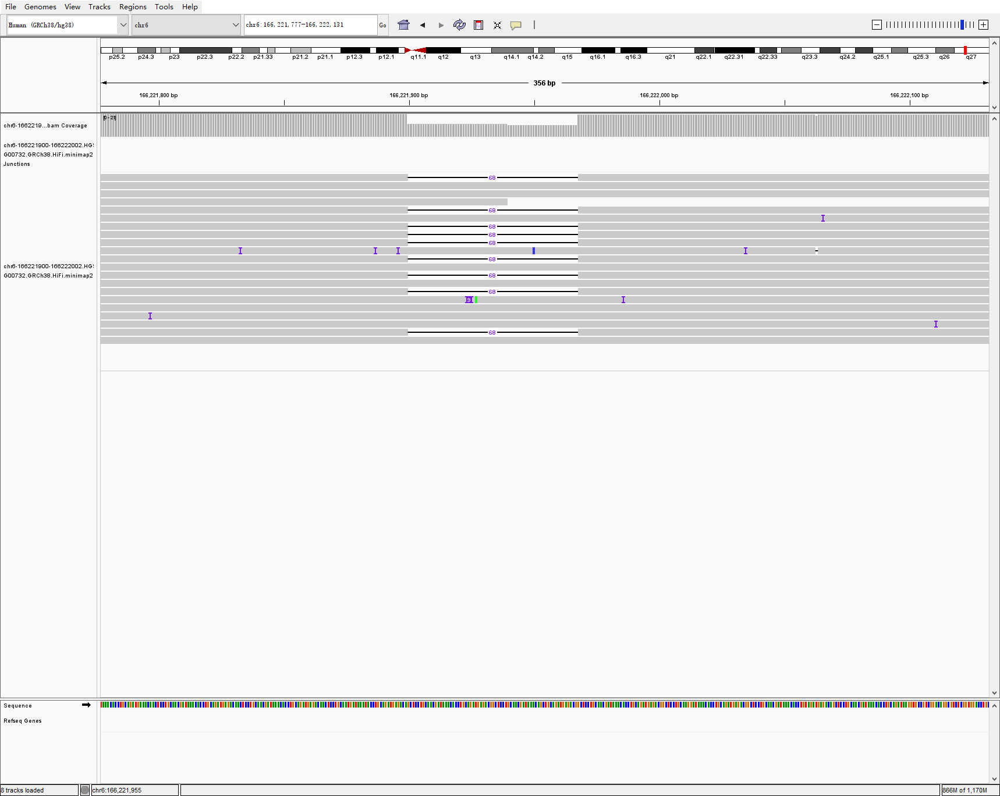 File Genomes View Tracks Regions Tools Help
Human (GRCh38/hg38) chr6 chr6:166,221,777-166,222,131 Go
p25.2 p24.3 p23 p22.3 p22.2 p21.33 p21.2 p21.1 p12.3 p12.1 q11.1 q12 q13 q14.1 q14.2 q15 q16.1 q16.3 q21 q22.1 q22.31 q22.33 q23.3 q24.2 q25.1 q25.3 q26 q27
356 bp
166,221,800 bp 166,221,900 bp 166,222,000 bp 166,222,100 bp
[0-21]
chr6-1662219...bam Coverage
chr6-166221900-166222002.HG:
G00732.GRCh38.HiFi.minimap2
Junctions
68
68
68
68
68
68
chr6-166221900-166222002.HG:
G00732.GRCh38.HiFi.minimap2
68
68
9
68
Sequence
Refseq Genes
8 tracks loaded chr6:166,221,955 866M of 1,170M